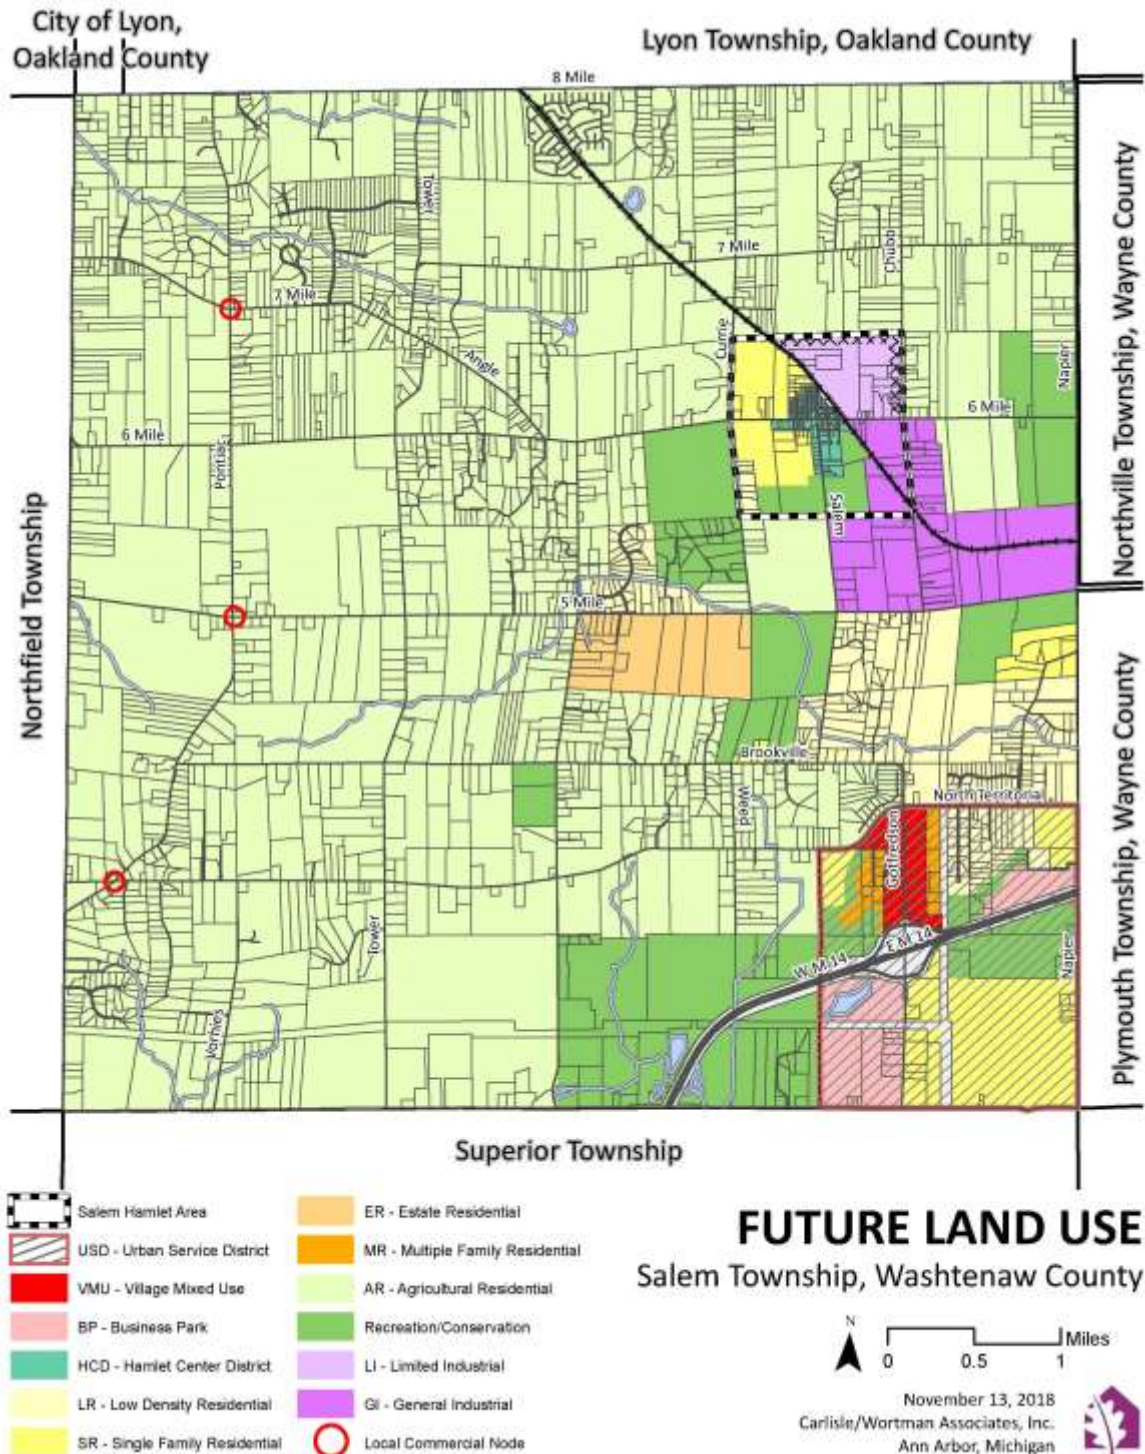 City of Lyon,
Oakland County
Lyon Township, Oakland County
8 Mile
Tower
7 Mile
Chubb
7 Mile
Currie
Angle
Napier
6 Mile
6 Mile
Pontiac
Salem
5 Mile
Brookville
North Territorial
Weed
Gotfredson
Tower
E M 14
W M 14
Napier
Vorhies
Northfield Township
Northville Township, Wayne County
Plymouth Township, Wayne County
Superior Township
Salem Hamlet Area
USD - Urban Service District
VMU - Village Mixed Use
BP - Business Park
HCD - Hamlet Center District
LR - Low Density Residential
SR - Single Family Residential
ER - Estate Residential
MR - Multiple Family Residential
AR - Agricultural Residential
Recreation/Conservation
LI - Limited Industrial
GI - General Industrial
Local Commercial Node
FUTURE LAND USE
Salem Township, Washtenaw County
N
Miles
0 0.5 1
November 13, 2018
Carlisle/Wortman Associates, Inc.
Ann Arbor, Michigan